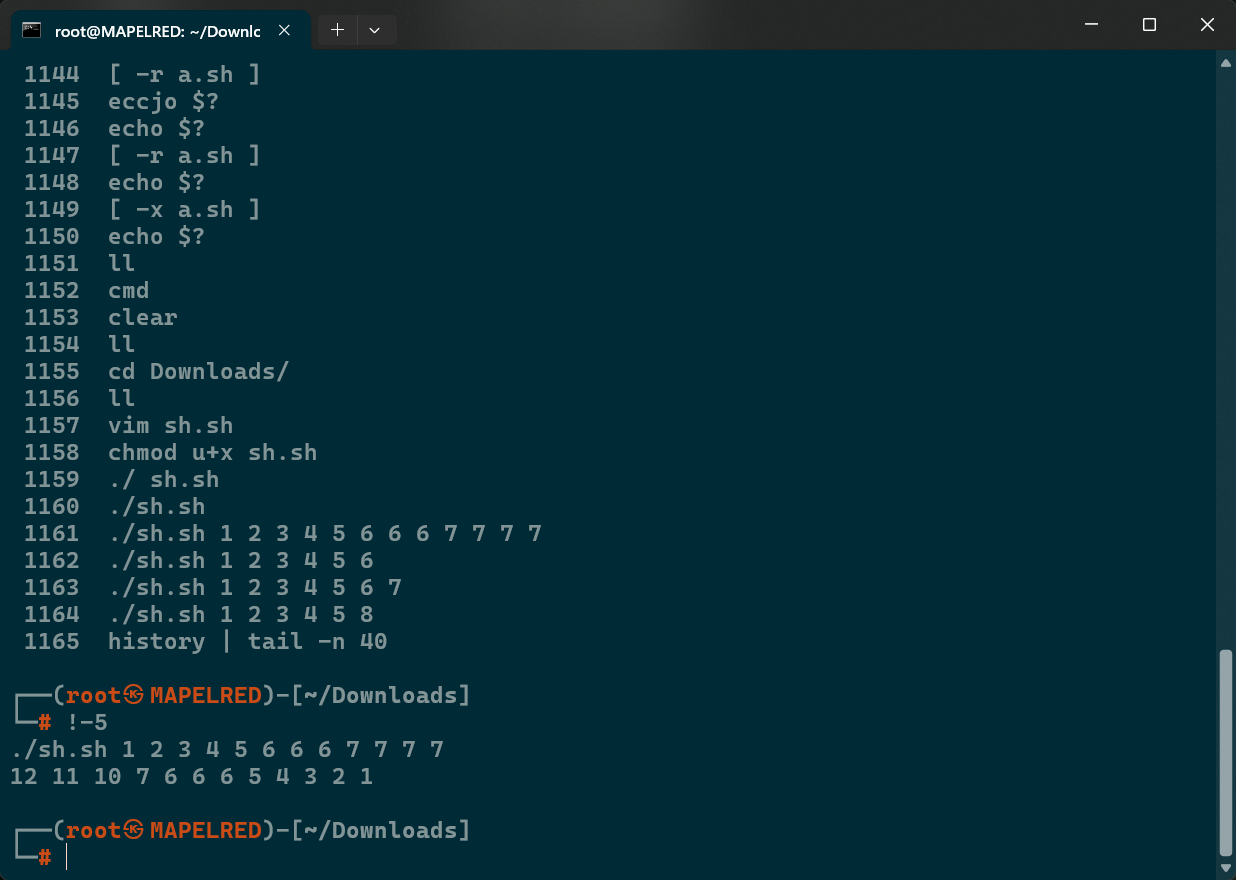 root@MAPELRED: ~/Downlc
1144 [ -r a.sh ]
1145 eccjo $?
1146 echo $?
1147 [ -r a.sh ]
1148 echo $?
1149 [ -x a.sh ]
1150 echo $?
1151 ll
1152 cmd
1153 clear
1154 ll
1155 cd Downloads/
1156 ll
1157 vim sh.sh
1158 chmod u+x sh.sh
1159 ./ sh.sh
1160 ./sh.sh
1161 ./sh.sh 1 2 3 4 5 6 6 6 7 7 7 7
1162 ./sh.sh 1 2 3 4 5 6
1163 ./sh.sh 1 2 3 4 5 6 7
1164 ./sh.sh 1 2 3 4 5 8
1165 history | tail -n 40
┌──(root㉿MAPELRED)-[~/Downloads]
└─# !-5
./sh.sh 1 2 3 4 5 6 6 6 7 7 7 7
12 11 10 7 6 6 6 5 4 3 2 1
┌──(root㉿MAPELRED)-[~/Downloads]
└─#